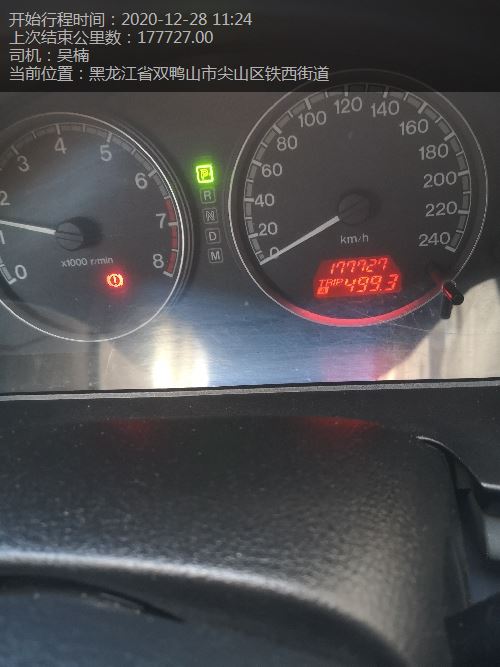 开始行程时间：2020-12-28 11:24
上次结束公里数：177727.00
司机：吴楠
当前位置：黑龙江省双鸭山市尖山区铁西街道
0
1
2
3
4
5
6
7
8
x1000 r/min
P
R
N
D
M
0
20
40
60
80
100
120
140
160
180
200
220
240
km/h
177727
TRIP A 499.3